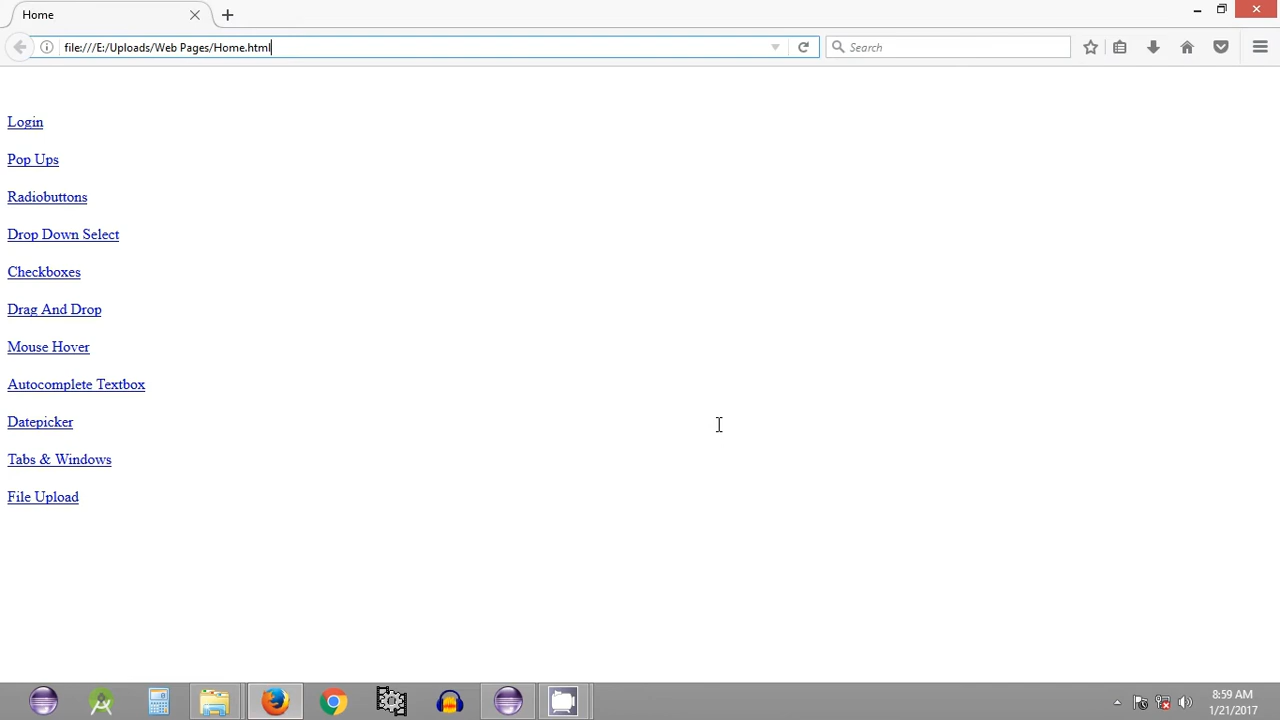 Home
file:///E:/Uploads/Web Pages/Home.html
Search
Login
Pop Ups
Radiobuttons
Drop Down Select
Checkboxes
Drag And Drop
Mouse Hover
Autocomplete Textbox
Datepicker
Tabs & Windows
File Upload
8:59 AM
1/21/2017